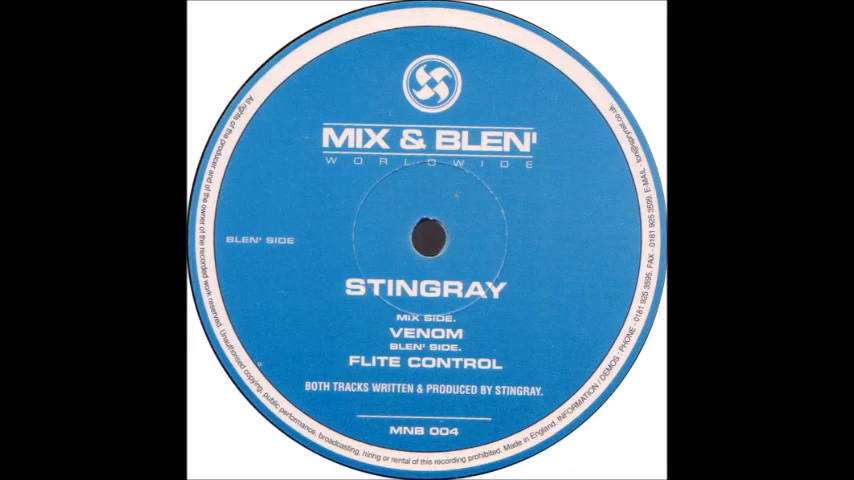 MIX & BLEN'
WORLDWIDE
BLEN' SIDE
STINGRAY
MIX SIDE.
VENOM
BLEN' SIDE.
FLITE CONTROL
BOTH TRACKS WRITTEN & PRODUCED BY STINGRAY.
MNB 004
All rights of the producer and of the owner of the recorded work reserved. Unauthorised copying, public performance, broadcasting, hiring or rental of this recording prohibited. Made in England. INFORMATION / DEMOS : PHONE - 0181 925 3595. FAX - 0181 925 3599. E-MAIL -